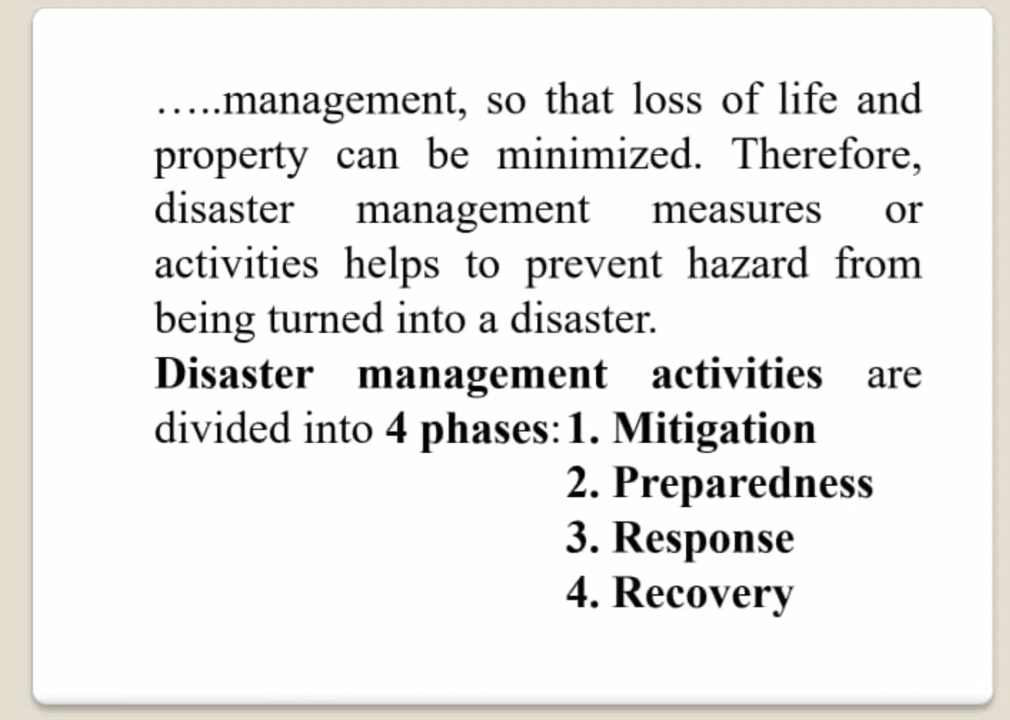 …..management, so that loss of life and
property can be minimized. Therefore,
disaster management measures or
activities helps to prevent hazard from
being turned into a disaster.
Disaster management activities are
divided into 4 phases: 1. Mitigation
2. Preparedness
3. Response
4. Recovery